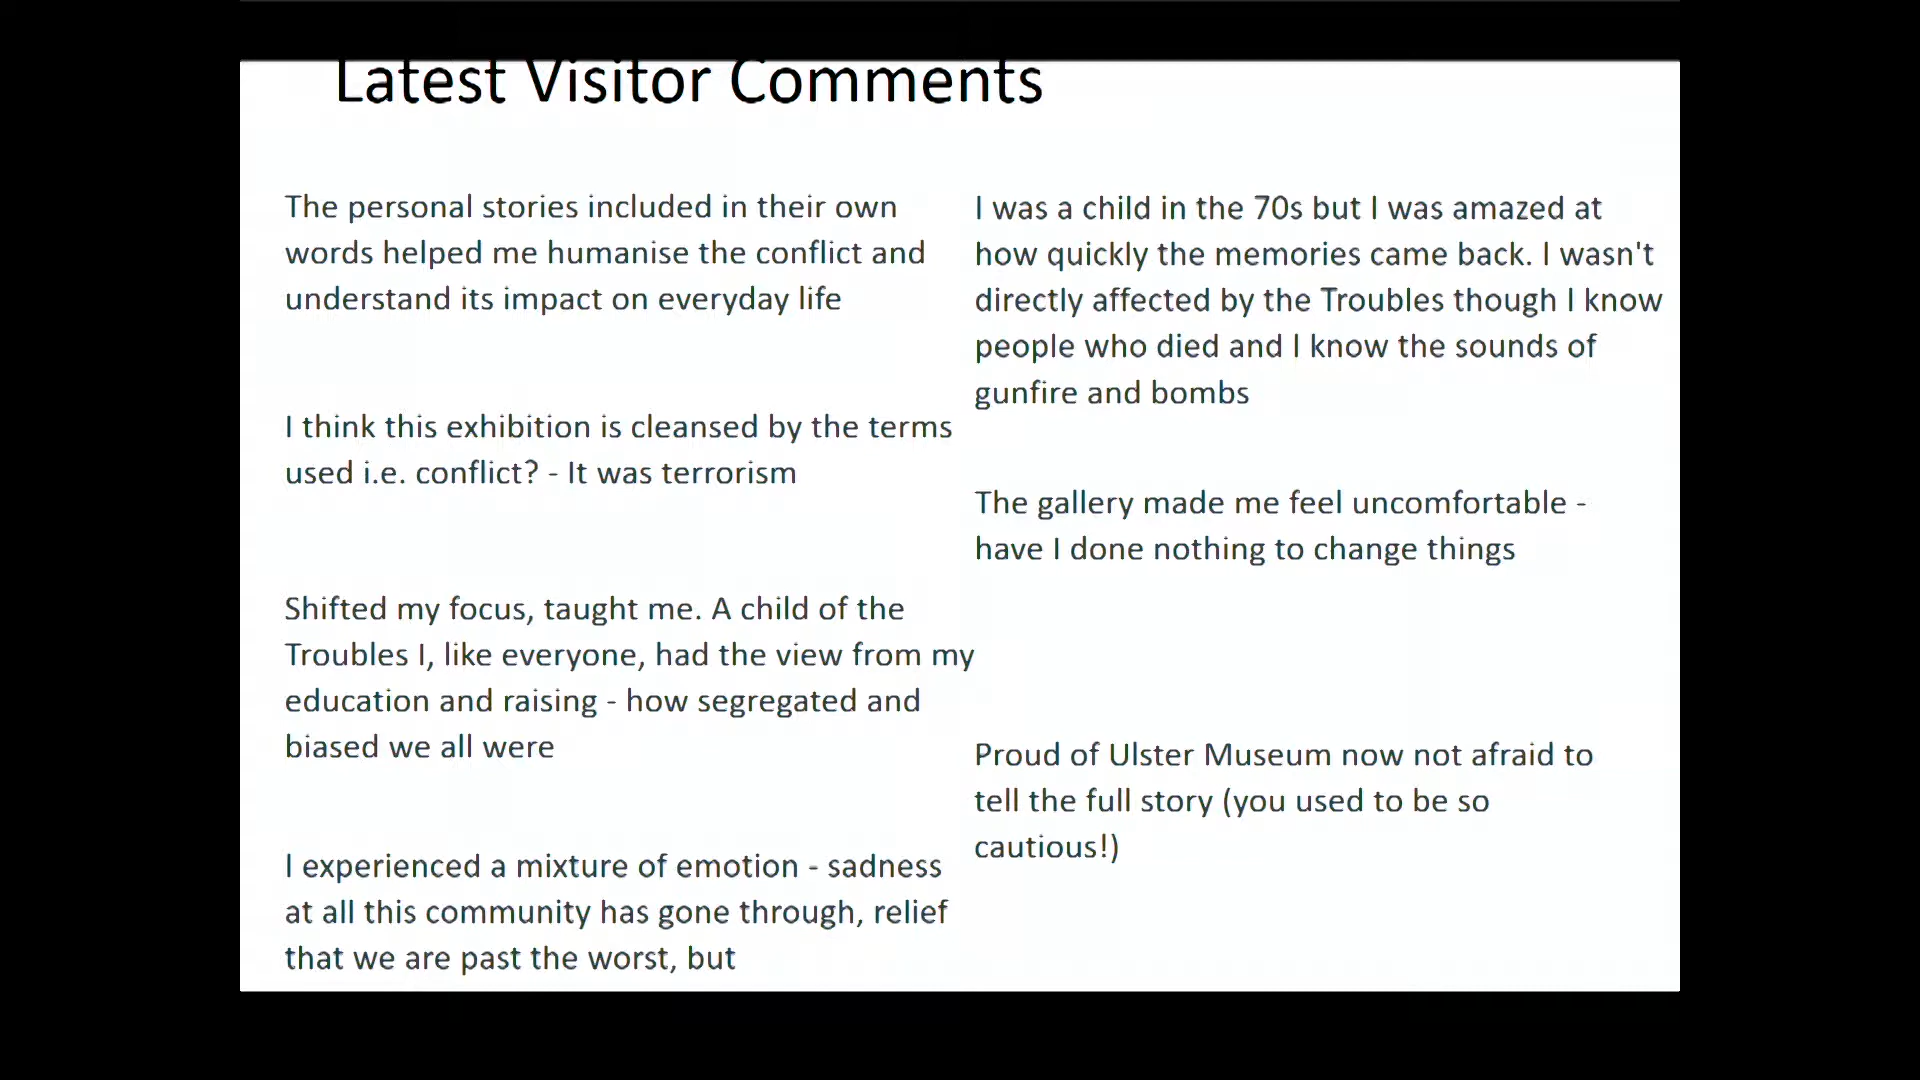 Latest Visitor Comments
The personal stories included in their own
words helped me humanise the conflict and
understand its impact on everyday life
I think this exhibition is cleansed by the terms
used i.e. conflict? - It was terrorism
Shifted my focus, taught me. A child of the
Troubles I, like everyone, had the view from my
education and raising - how segregated and
biased we all were
I experienced a mixture of emotion - sadness
at all this community has gone through, relief
that we are past the worst, but
I was a child in the 70s but I was amazed at
how quickly the memories came back. I wasn't
directly affected by the Troubles though I know
people who died and I know the sounds of
gunfire and bombs
The gallery made me feel uncomfortable -
have I done nothing to change things
Proud of Ulster Museum now not afraid to
tell the full story (you used to be so
cautious!)